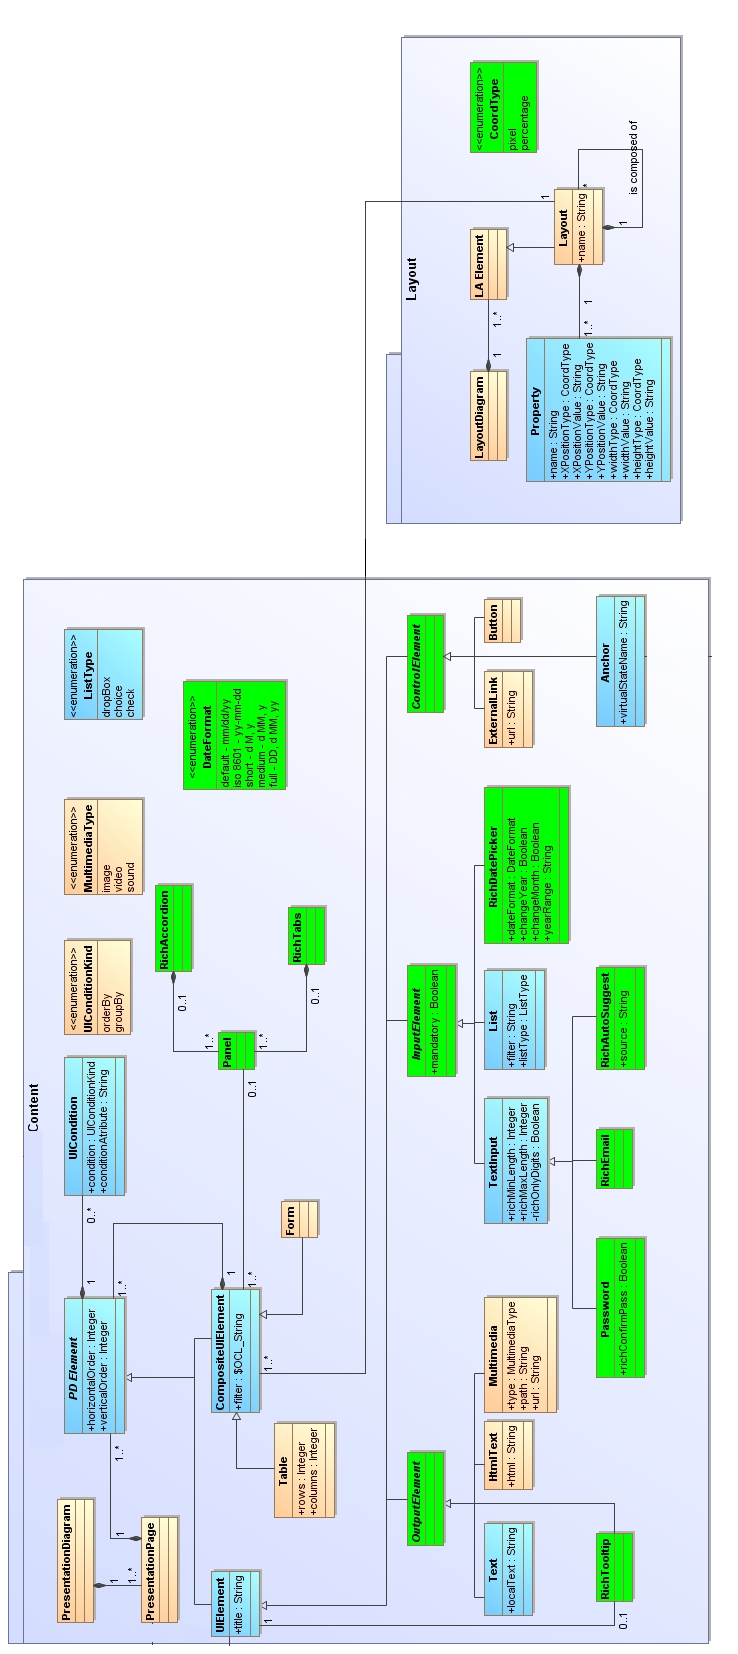 Content
PresentationDiagram
1
1..*
PresentationPage
1
1..*
PD Element
+horizontalOrder : Integer
+verticalOrder : Integer
1
0..*
1..*
UICondition
+condition : UIConditionKind
+conditionAtribute : String
<<enumeration>>
UIConditionKind
orderBy
groupBy
<<enumeration>>
MultimediaType
image
video
sound
<<enumeration>>
ListType
dropBox
choice
check
UIElement
+title : String
1
CompositeUIElement
+filter : $OCL_String
1
1..*
1..*
Table
+rows : Integer
+columns : Integer
Form
Panel
0..1
1..*
1..*
0..1
0..1
RichAccordion
RichTabs
<<enumeration>>
DateFormat
default - mm/dd/yy
iso 8601 - yy-mm-dd
short - d M, y
medium - d MM, y
full - DD, d MM, yy
OutputElement
Text
+localText : String
HtmlText
+Html : String
Multimedia
+type : MultimediaType
+path : String
+url : String
RichTooltip
0..1
InputElement
+mandatory : Boolean
TextInput
+richMinLength : Integer
+richMaxLength : Integer
-richOnlyDigits : Boolean
List
+filter : String
+listType : ListType
RichDatePicker
+dateFormat : DateFormat
+changeYear : Boolean
+changeMonth : Boolean
+yearRange : String
Password
+richConfirmPass : Boolean
RichEmail
RichAutoSuggest
+source : String
ControlElement
ExternalLink
+url : String
Button
Anchor
+virtualStateName : String
Layout
LayoutDiagram
1
1..*
LA Element
<<enumeration>>
CoordType
pixel
percentage
Property
+name : String
+XPositionType : CoordType
+XPositionValue : String
+YPositionType : CoordType
+YPositionValue : String
+widthType : CoordType
+widthValue : String
+heightType : CoordType
+heightValue : String
1..*
1
Layout
+name : String
1
*
1
is composed of